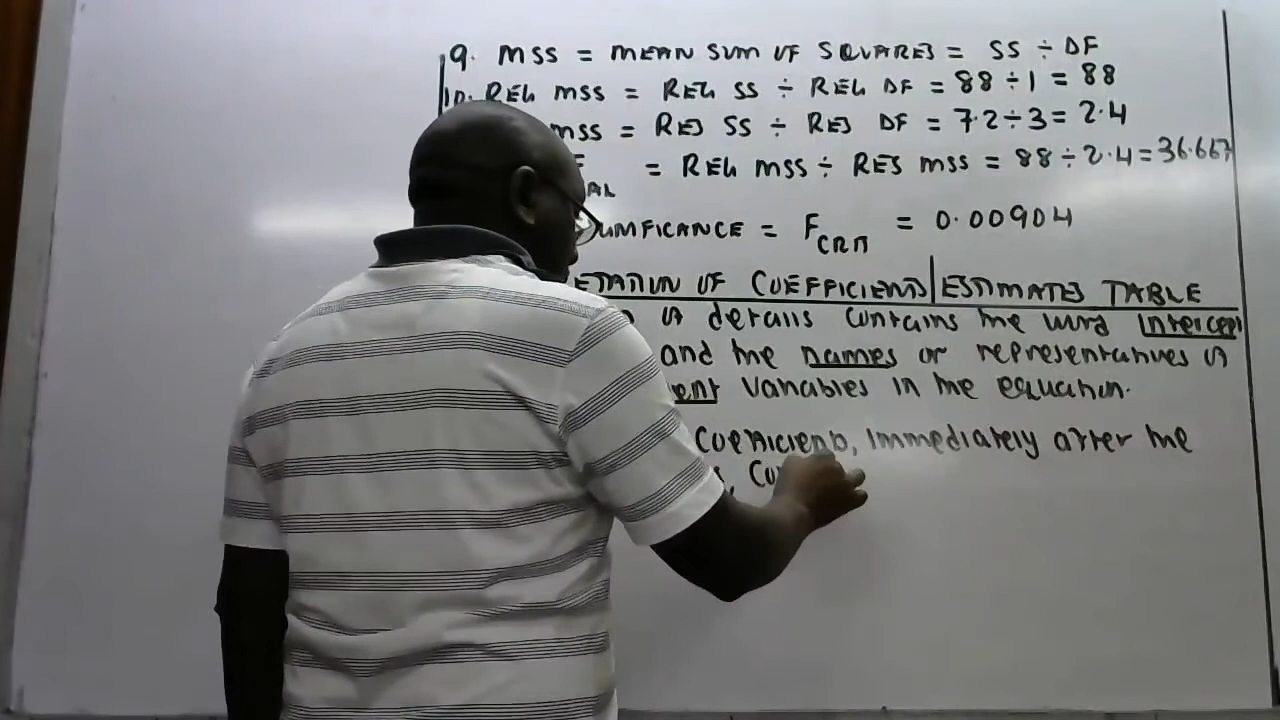 9. MSS = MEAN SUM OF SQUARES = SS ÷ DF
10. REG MSS = REG SS ÷ REG DF = 88 ÷ 1 = 88
MSS = RES SS ÷ RES DF = 7.2 ÷ 3 = 2.4
= REG MSS ÷ RES MSS = 88 ÷ 2.4 = 36.667
= F CRIT = 0.00904
OF COEFFICIENTS/ESTIMATES TABLE
of details contains the word intercept
and the names or representatives of
variables in the equation.
Coefficients, immediately after the